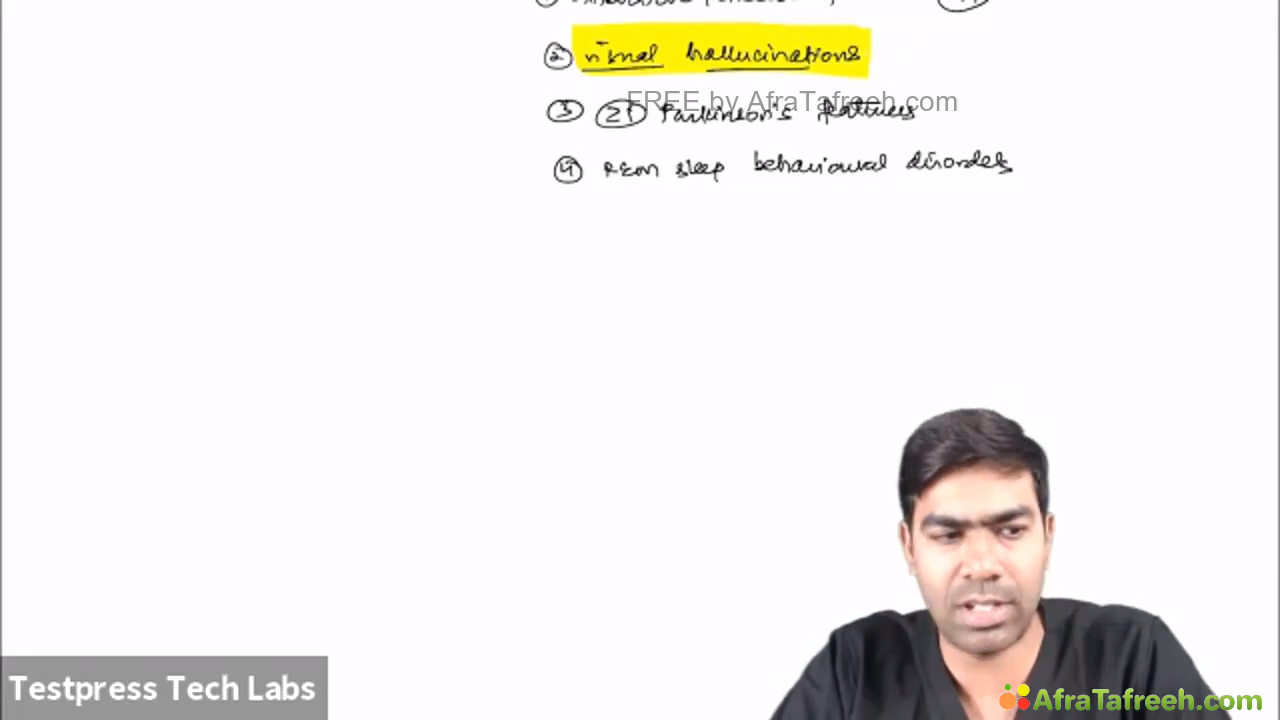 ② visual hallucinations
FREE by AfraTafreeh.com
③ ≥1 Parkinson's features
④ REM sleep behavioural disorders
Testpress Tech Labs
AfraTafreeh.com